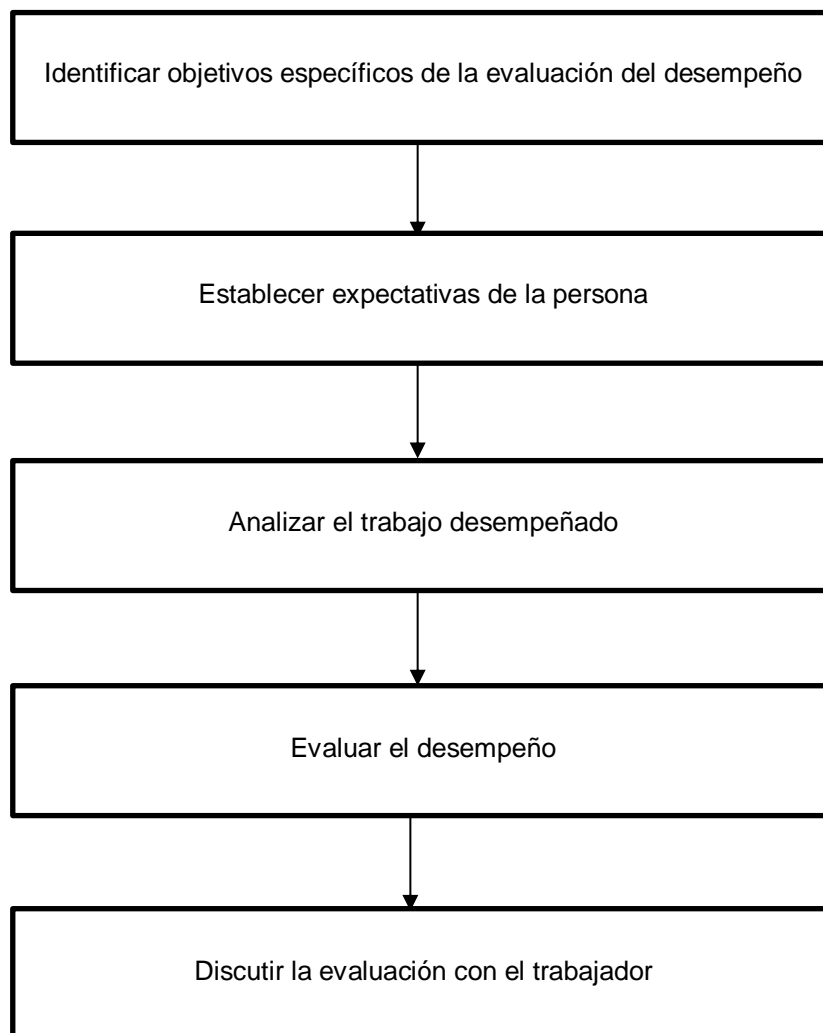 Identificar objetivos específicos de la evaluación del desempeño
Establecer expectativas de la persona
Analizar el trabajo desempeñado
Evaluar el desempeño
Discutir la evaluación con el trabajador